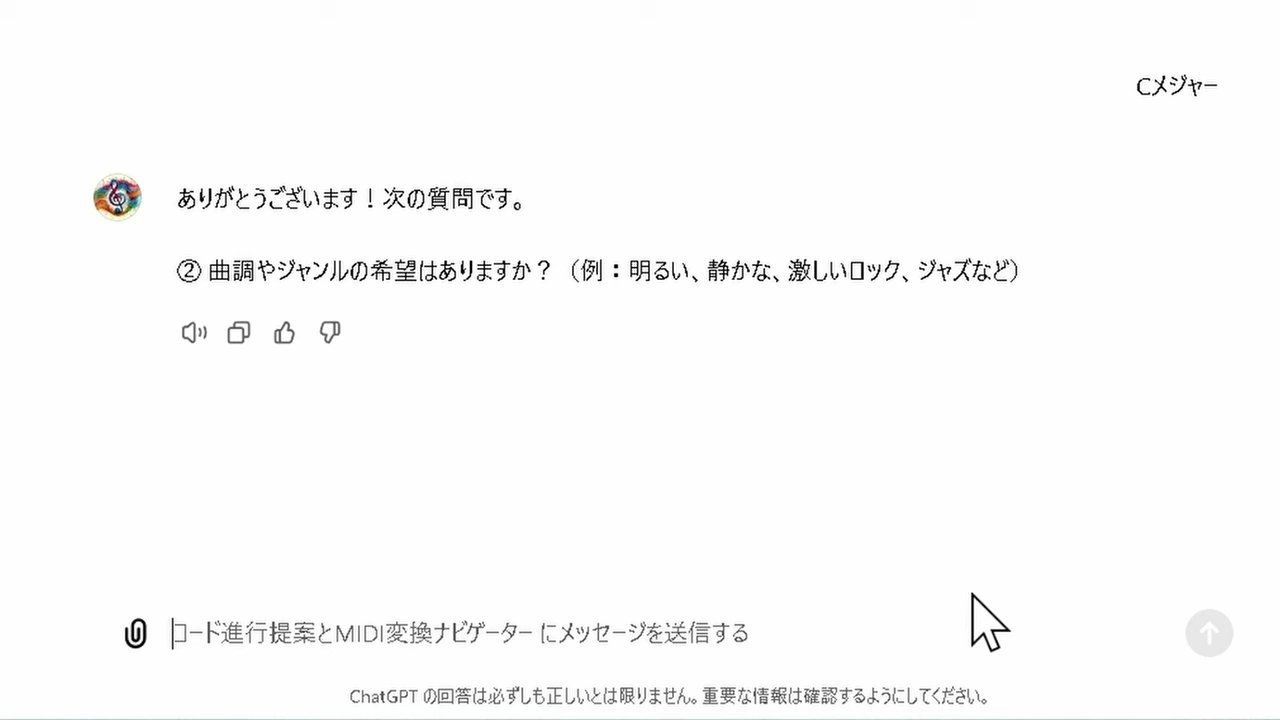 Cメジャー
ありがとうございます！次の質問です。
② 曲調やジャンルの希望はありますか？（例：明るい、静かな、激しいロック、ジャズなど）
コード進行提案とMIDI変換ナビゲーター にメッセージを送信する
ChatGPT の回答は必ずしも正しいとは限りません。重要な情報は確認するようにしてください。